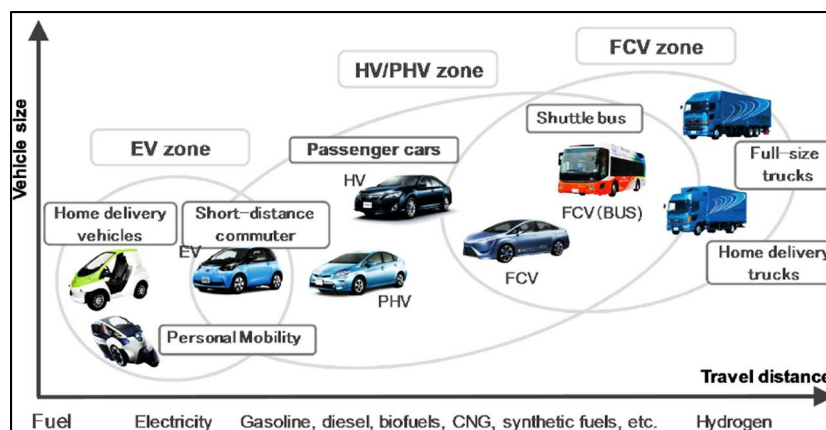 FCV zone
HV/PHV zone
EV zone
Vehicle size
Shuttle bus
Passenger cars
HV
Full-size
trucks
Home delivery
vehicles
Short-distance
commuter
EV
FCV(BUS)
FCV
PHV
Home delivery
trucks
Personal Mobility
Travel distance
Fuel Electricity Gasoline, diesel, biofuels, CNG, synthetic fuels, etc. Hydrogen